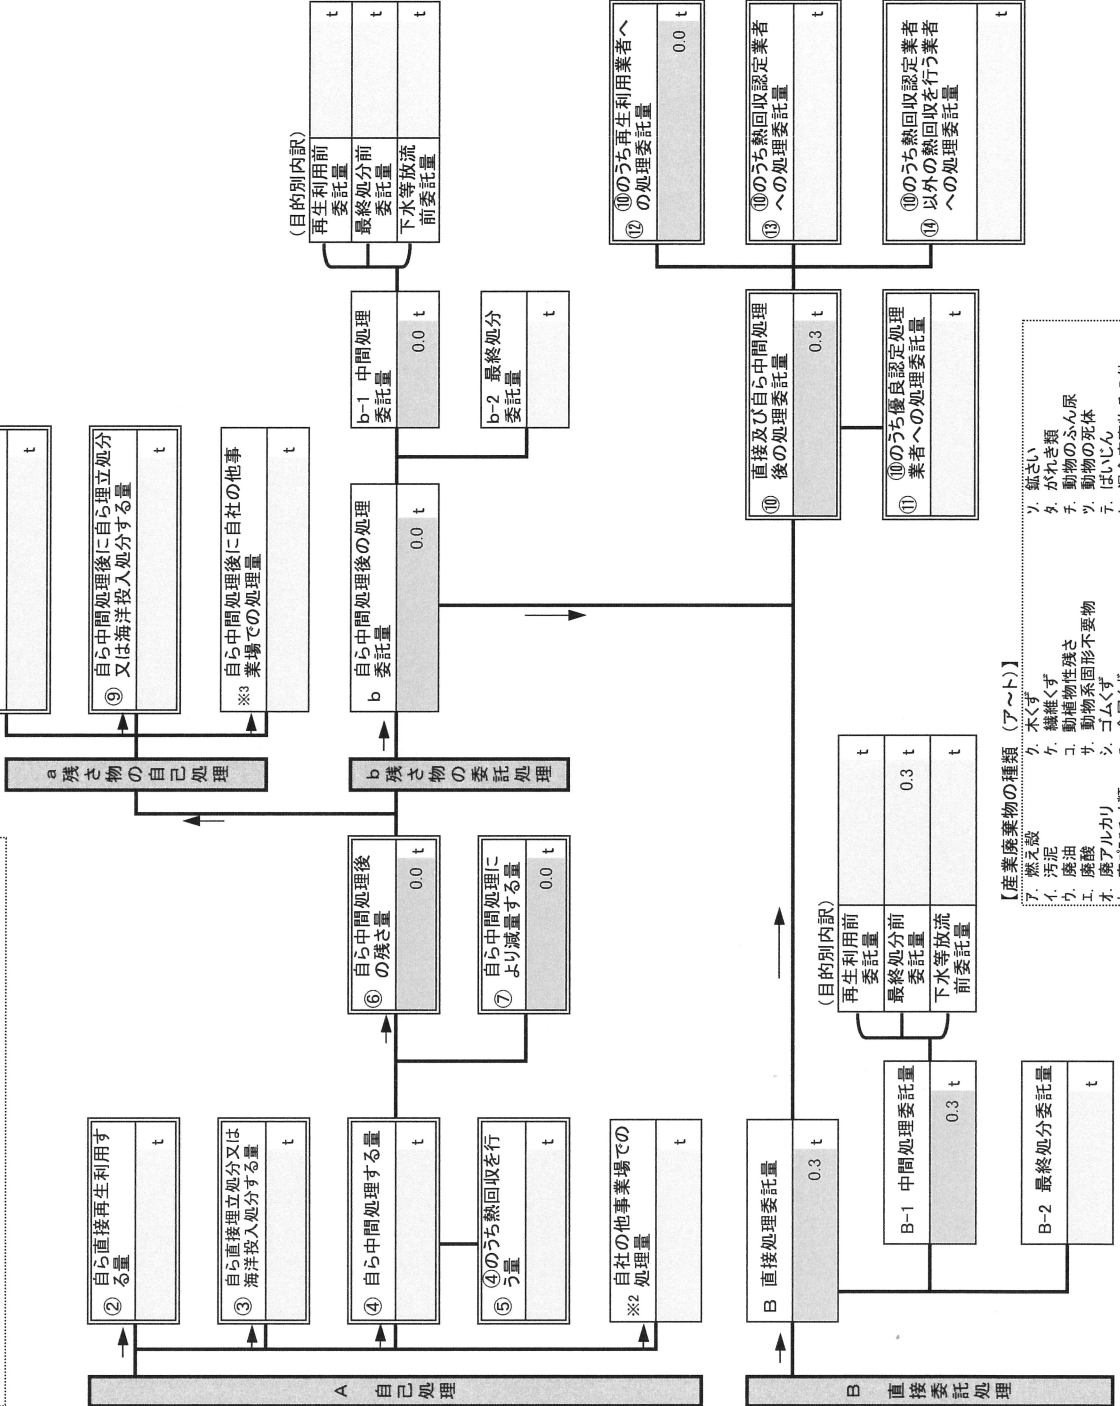 A 自己処理
② 自ら直接再生利用す
る量
t
③ 自ら直接埋立処分又は
海洋投入処分する量
t
④ 自ら中間処理する量
t
⑤ ④のうち熱回収を行
う量
t
※2 自社の他事業場での
処理量
t
⑥ 自ら中間処理後
の残さ量
0.0 t
⑦ 自ら中間処理に
より減量する量
0.0 t
a 残さ物の自己処理
t
⑨ 自ら中間処理後に自ら埋立処分
又は海洋投入処分する量
t
※3 自ら中間処理後に自社の他事
業場での処理量
t
b 残さ物の委託処理
b 自ら中間処理後の処理
委託量
0.0 t
b-1 中間処理
委託量
0.0 t
b-2 最終処分
委託量
t
(目的別内訳)
再生利用前
委託量
t
最終処分前
委託量
t
下水等放流
前委託量
t
B 直接委託処理
B 直接処理委託量
0.3 t
B-1 中間処理委託量
0.3 t
B-2 最終処分委託量
t
(目的別内訳)
再生利用前
委託量
t
最終処分前
委託量
0.3 t
下水等放流
前委託量
t
⑩ 直接及び自ら中間処理
後の処理委託量
0.3 t
⑪ ⑩のうち優良認定処理
業者への処理委託量
t
⑫ ⑩のうち再生利用業者へ
の処理委託量
0.0 t
⑬ ⑩のうち熱回収認定業者
への処理委託量
t
⑭ ⑩のうち熱回収認定業者
以外の熱回収を行う業者
への処理委託量
t
【産業廃棄物の種類 (ア~ト)】
ア. 燃え殻
イ. 汚泥
ウ. 廃油
エ. 廃酸
オ. 廃アルカリ
ク. 木くず
ケ. 繊維くず
コ. 動植物性残さ
サ. 動物系固形不要物
シ. ゴムくず
ソ. 鉱さい
タ. がれき類
チ. 動物のふん尿
ツ. 動物の死体
テ. ばいじん